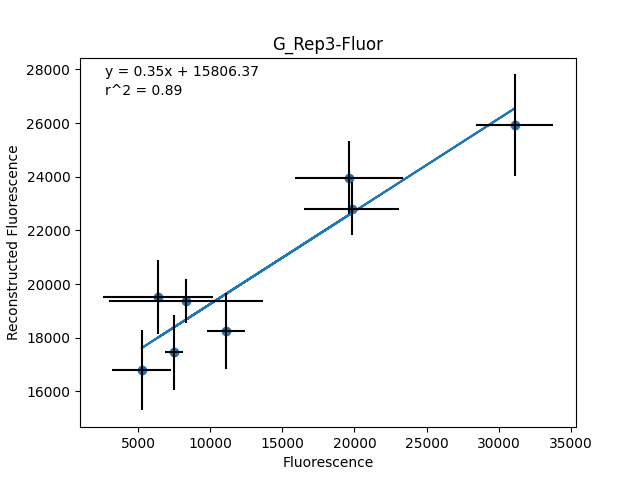 G_Rep3-Fluor
y = 0.35x + 15806.37
r^2 = 0.89
28000
26000
24000
22000
20000
18000
16000
Reconstructed Fluorescence
5000 10000 15000 20000 25000 30000 35000
Fluorescence